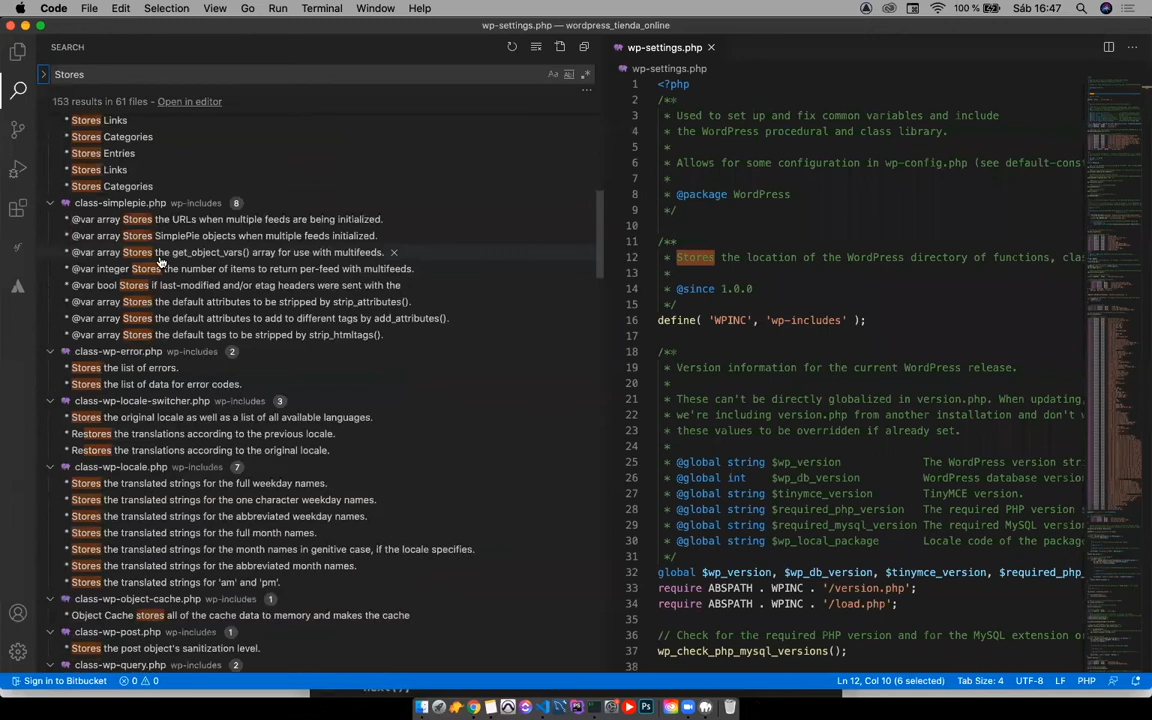 Code File Edit Selection View Go Run Terminal Window Help 100 % Sáb 16:47
wp-settings.php — wordpress_tienda_online
SEARCH
Stores
Aa Abl .*
153 results in 61 files - Open in editor
* Stores Links
* Stores Categories
* Stores Entries
* Stores Links
* Stores Categories
class-simplepie.php wp-includes 8
* @var array Stores the URLs when multiple feeds are being initialized.
* @var array Stores SimplePie objects when multiple feeds initialized.
* @var array Stores the get_object_vars() array for use with multifeeds.
* @var integer Stores the number of items to return per-feed with multifeeds.
* @var bool Stores if last-modified and/or etag headers were sent with the
* @var array Stores the default attributes to be stripped by strip_attributes().
* @var array Stores the default attributes to add to different tags by add_attributes().
* @var array Stores the default tags to be stripped by strip_htmltags().
class-wp-error.php wp-includes 2
* Stores the list of errors.
* Stores the list of data for error codes.
class-wp-locale-switcher.php wp-includes 3
* Stores the original locale as well as a list of all available languages.
* Restores the translations according to the previous locale.
* Restores the translations according to the original locale.
class-wp-locale.php wp-includes 7
* Stores the translated strings for the full weekday names.
* Stores the translated strings for the one character weekday names.
* Stores the translated strings for the abbreviated weekday names.
* Stores the translated strings for the full month names.
* Stores the translated strings for the month names in genitive case, if the locale specifies.
* Stores the translated strings for the abbreviated month names.
* Stores the translated strings for 'am' and 'pm'.
class-wp-object-cache.php wp-includes 1
* Object Cache stores all of the cache data to memory and makes the cache
class-wp-post.php wp-includes 1
* Stores the post object's sanitization level.
class-wp-query.php wp-includes 2
wp-settings.php
wp-settings.php
1 <?php
2 /**
3 * Used to set up and fix common variables and include
4 * the WordPress procedural and class library.
5 *
6 * Allows for some configuration in wp-config.php (see default-cons
7 *
8 * @package WordPress
9 */
10
11 /**
12 * Stores the location of the WordPress directory of functions, clas
13 *
14 * @since 1.0.0
15 */
16 define( 'WPINC', 'wp-includes' );
17
18 /**
19 * Version information for the current WordPress release.
20 *
21 * These can't be directly globalized in version.php. When updating,
22 * we're including version.php from another installation and don't w
23 * these values to be overridden if already set.
24 *
25 * @global string $wp_version The WordPress version stri
26 * @global int $wp_db_version WordPress database version
27 * @global string $tinymce_version TinyMCE version.
28 * @global string $required_php_version The required PHP version s
29 * @global string $required_mysql_version The required MySQL version
30 * @global string $wp_local_package Locale code of the package
31 */
32 global $wp_version, $wp_db_version, $tinymce_version, $required_php_
33 require ABSPATH . WPINC . '/version.php';
34 require ABSPATH . WPINC . '/load.php';
35
36 // Check for the required PHP version and for the MySQL extension or
37 wp_check_php_mysql_versions();
38
Sign in to Bitbucket 0 0 Ln 12, Col 10 (6 selected) Tab Size: 4 UTF-8 LF PHP